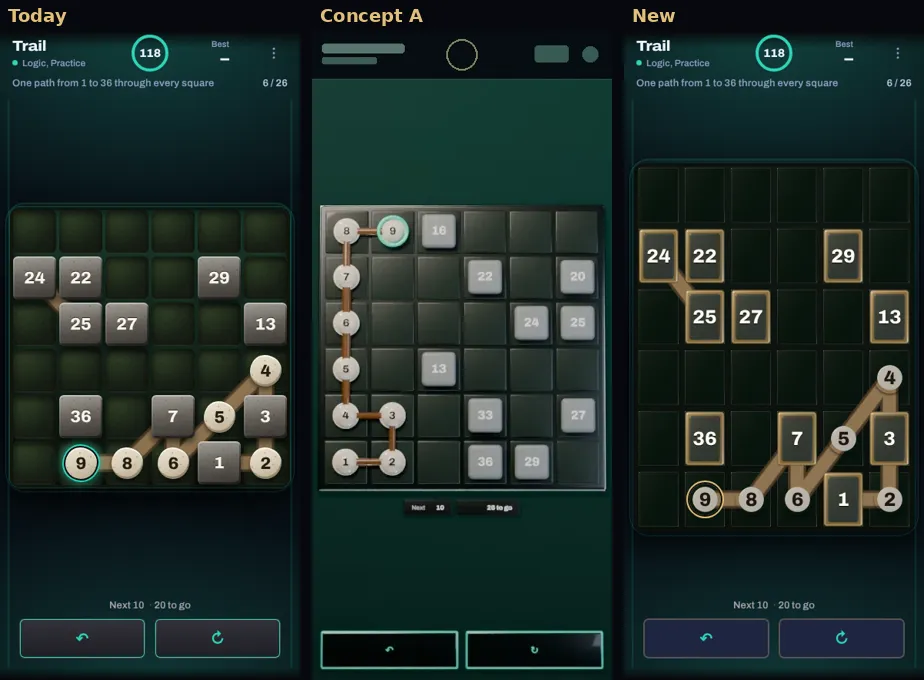 Today
Trail
Logic, Practice
118
Best
–
One path from 1 to 36 through every square
6 / 26
24 22 29
25 27 13
4
36 7 5 3
9 8 6 1 2
Next 10 · 20 to go
Concept A
8 9 16
7 22 20
6 24 25
5 13
4 3 33 27
1 2 36 29
Next 10 25 to go
New
Trail
Logic, Practice
118
Best
–
One path from 1 to 36 through every square
6 / 26
24 22 29
25 27 13
4
36 7 5 3
9 8 6 1 2
Next 10 · 20 to go